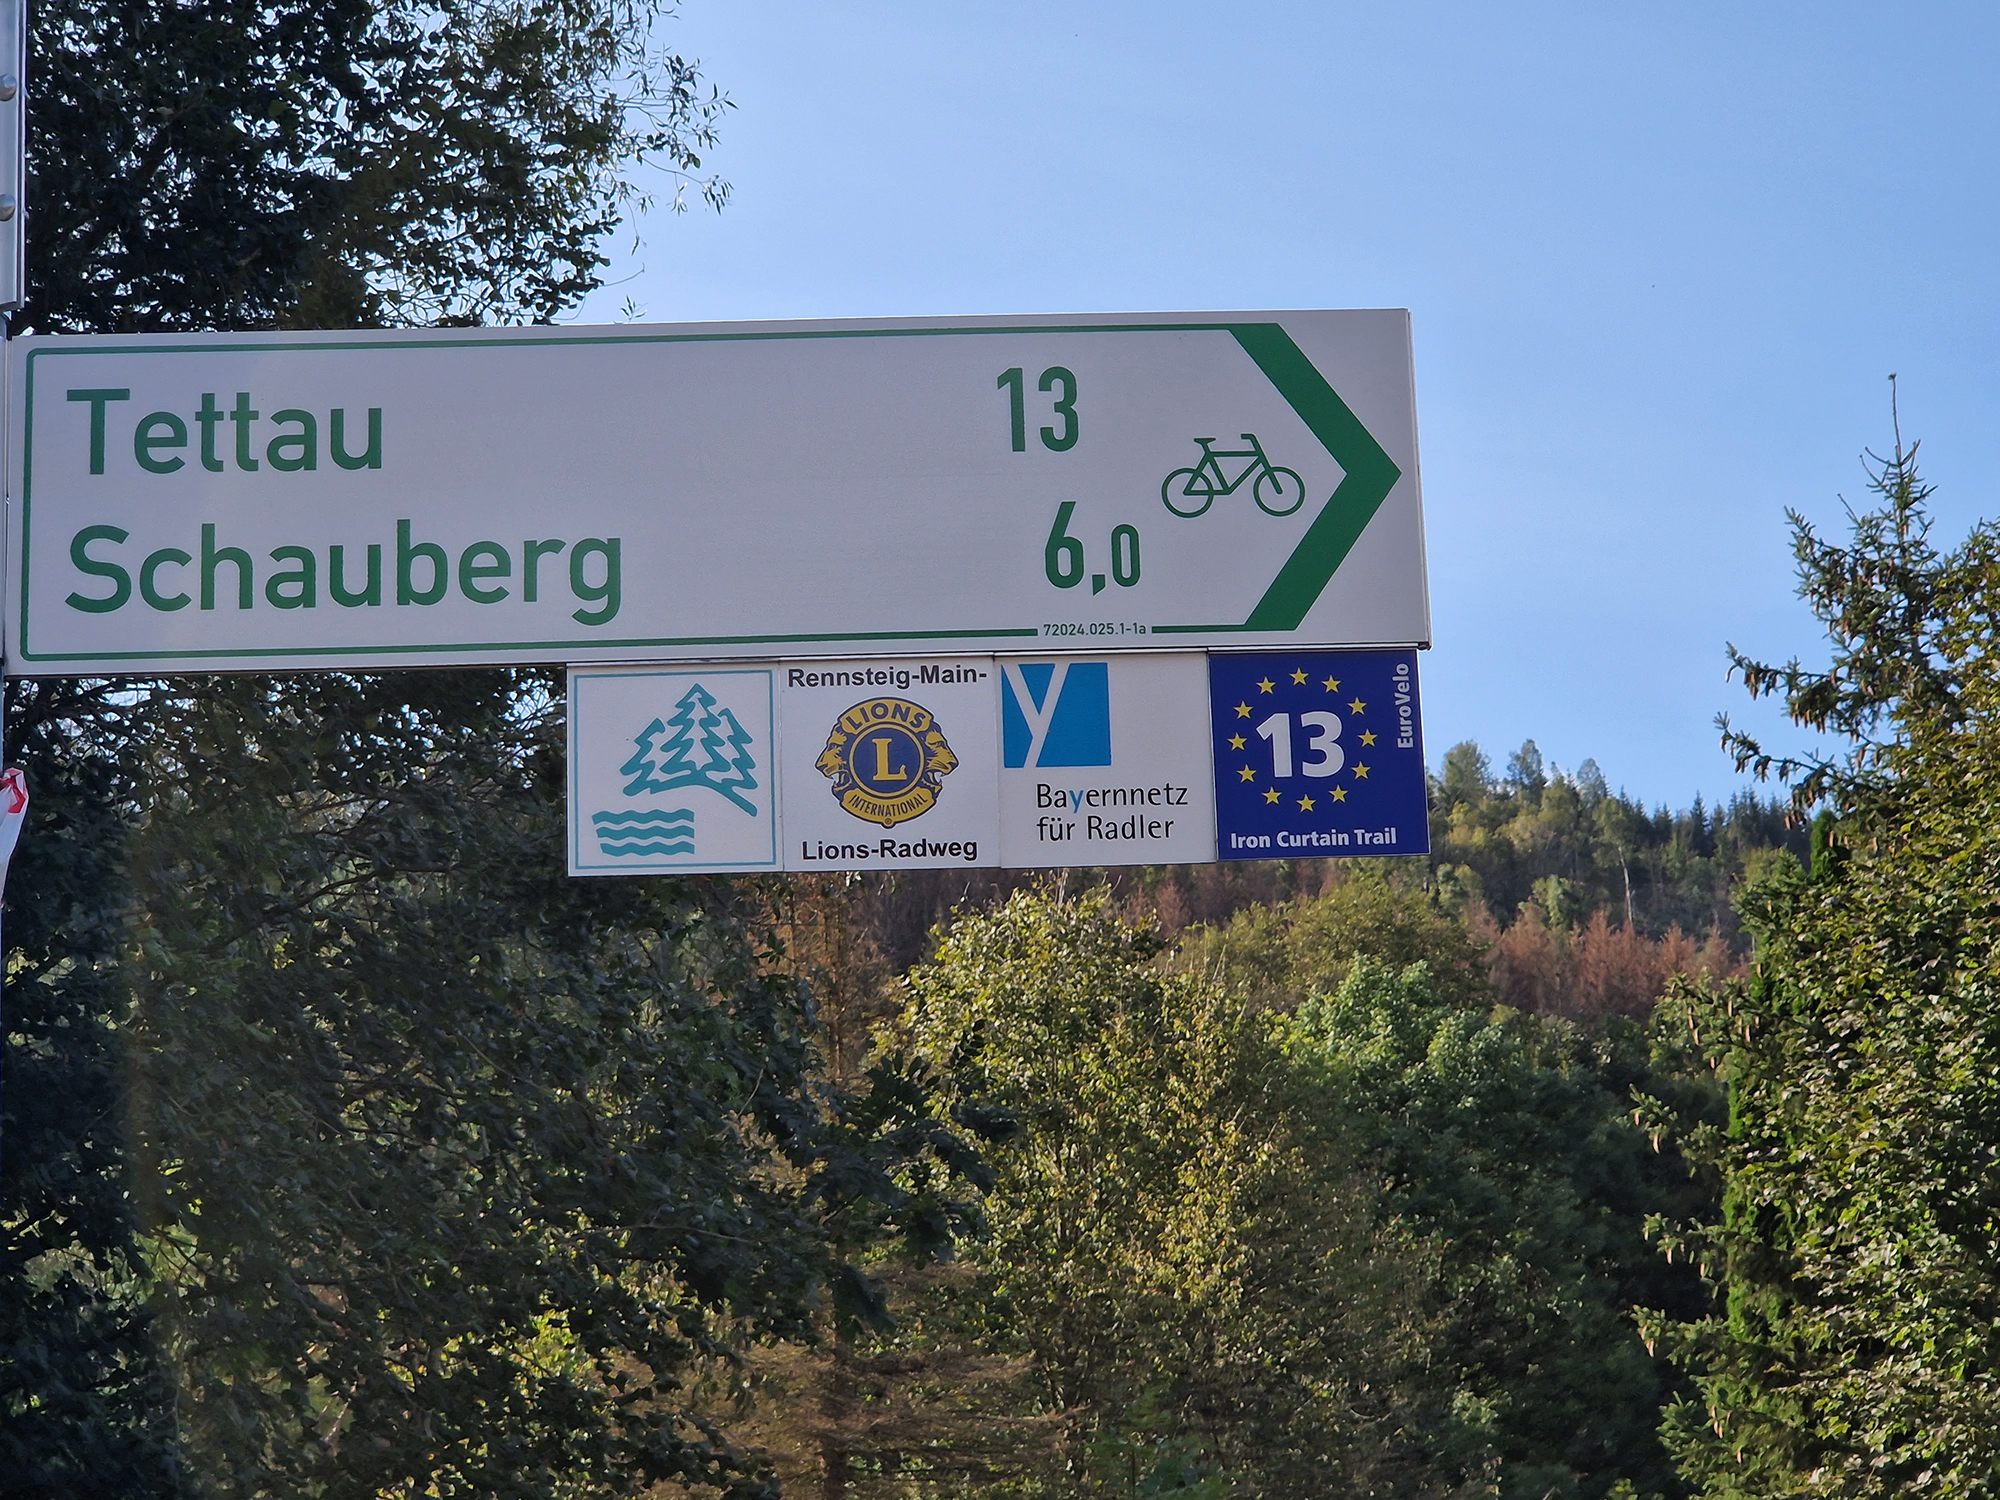 Tettau 13
Schauberg 6,0
72024.025.1-1a
Rennsteig-Main-
LIONS
L
INTERNATIONAL
Lions-Radweg
y
Bayernnetz
für Radler
EuroVelo
13
Iron Curtain Trail